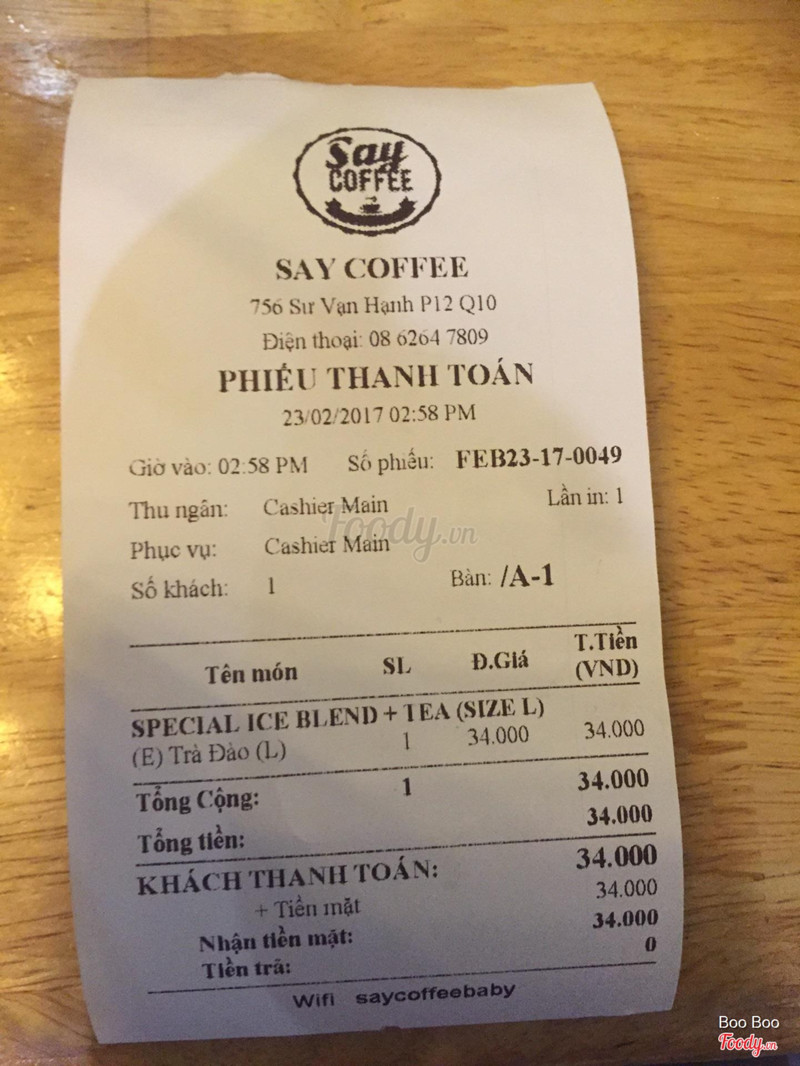 Say
COFFEE
SAY COFFEE
756 Sư Vạn Hạnh P12 Q10
Điện thoại: 08 6264 7809
PHIẾU THANH TOÁN
23/02/2017 02:58 PM
Giờ vào: 02:58 PM Số phiếu: FEB23-17-0049
Thu ngân: Cashier Main Lần in: 1
Foody.vn
Phục vụ: Cashier Main
Số khách: 1 Bàn: /A-1
Tên món SL Đ.Giá T.Tiền (VND)
SPECIAL ICE BLEND + TEA (SIZE L)
(E) Trà Đào (L) 1 34.000 34.000
Tổng Cộng: 1 34.000
Tổng tiền: 34.000
KHÁCH THANH TOÁN: 34.000
+ Tiền mặt 34.000
Nhận tiền mặt: 34.000
Tiền trả: 0
Wifi saycoffeebaby
Boo Boo
Foody.vn